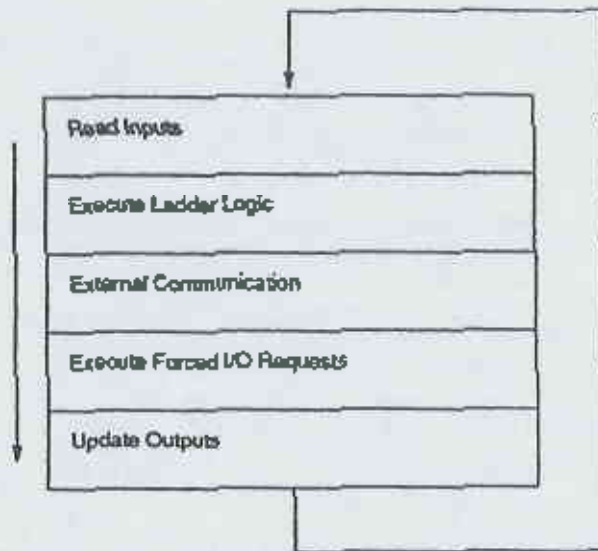 Read Inputs
Execute Ladder Logic
External Communication
Execute Forced I/O Requests
Update Outputs